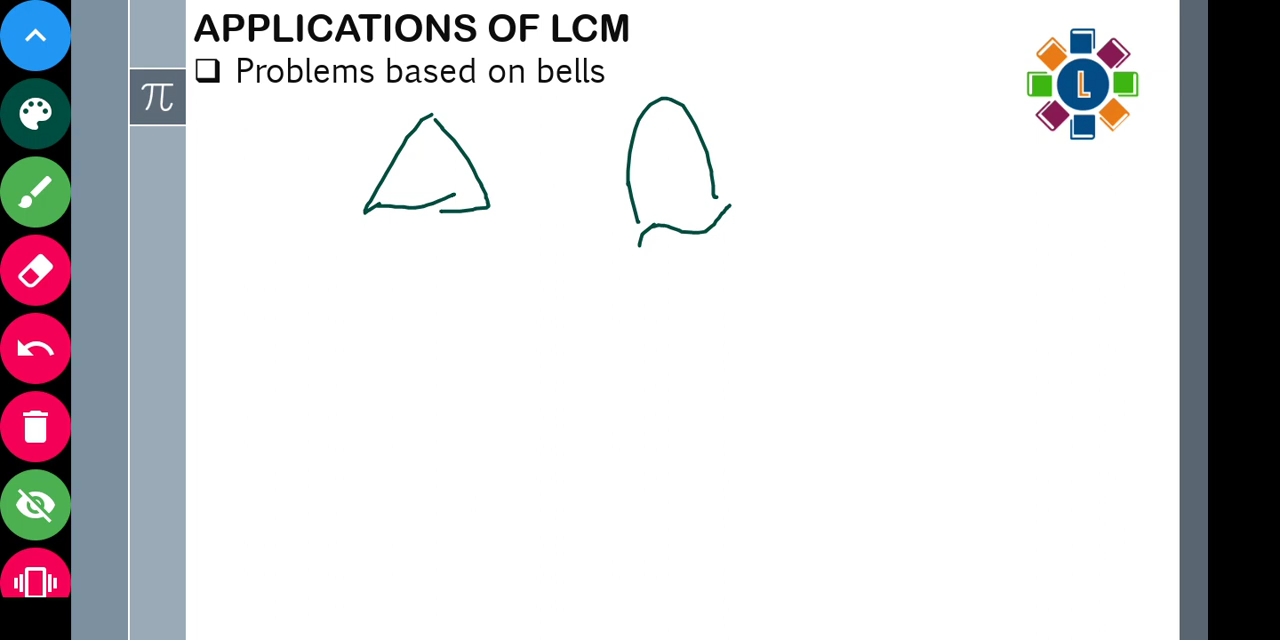 APPLICATIONS OF LCM
❑ Problems based on bells
π
L